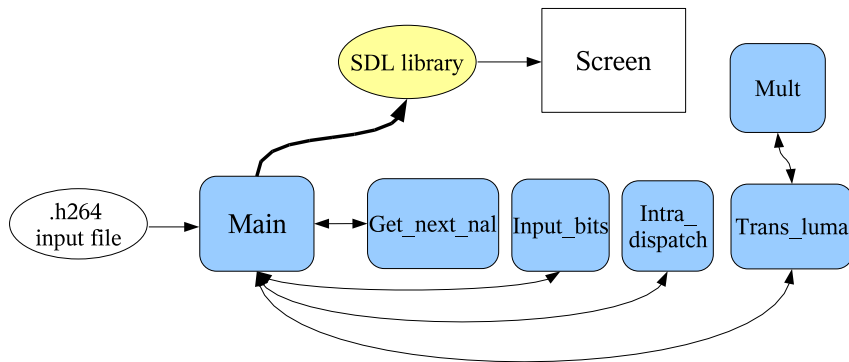 SDL library
Screen
Mult
.h264
input file
Main
Get_next_nal
Input_bits
Intra_
dispatch
Trans_luma